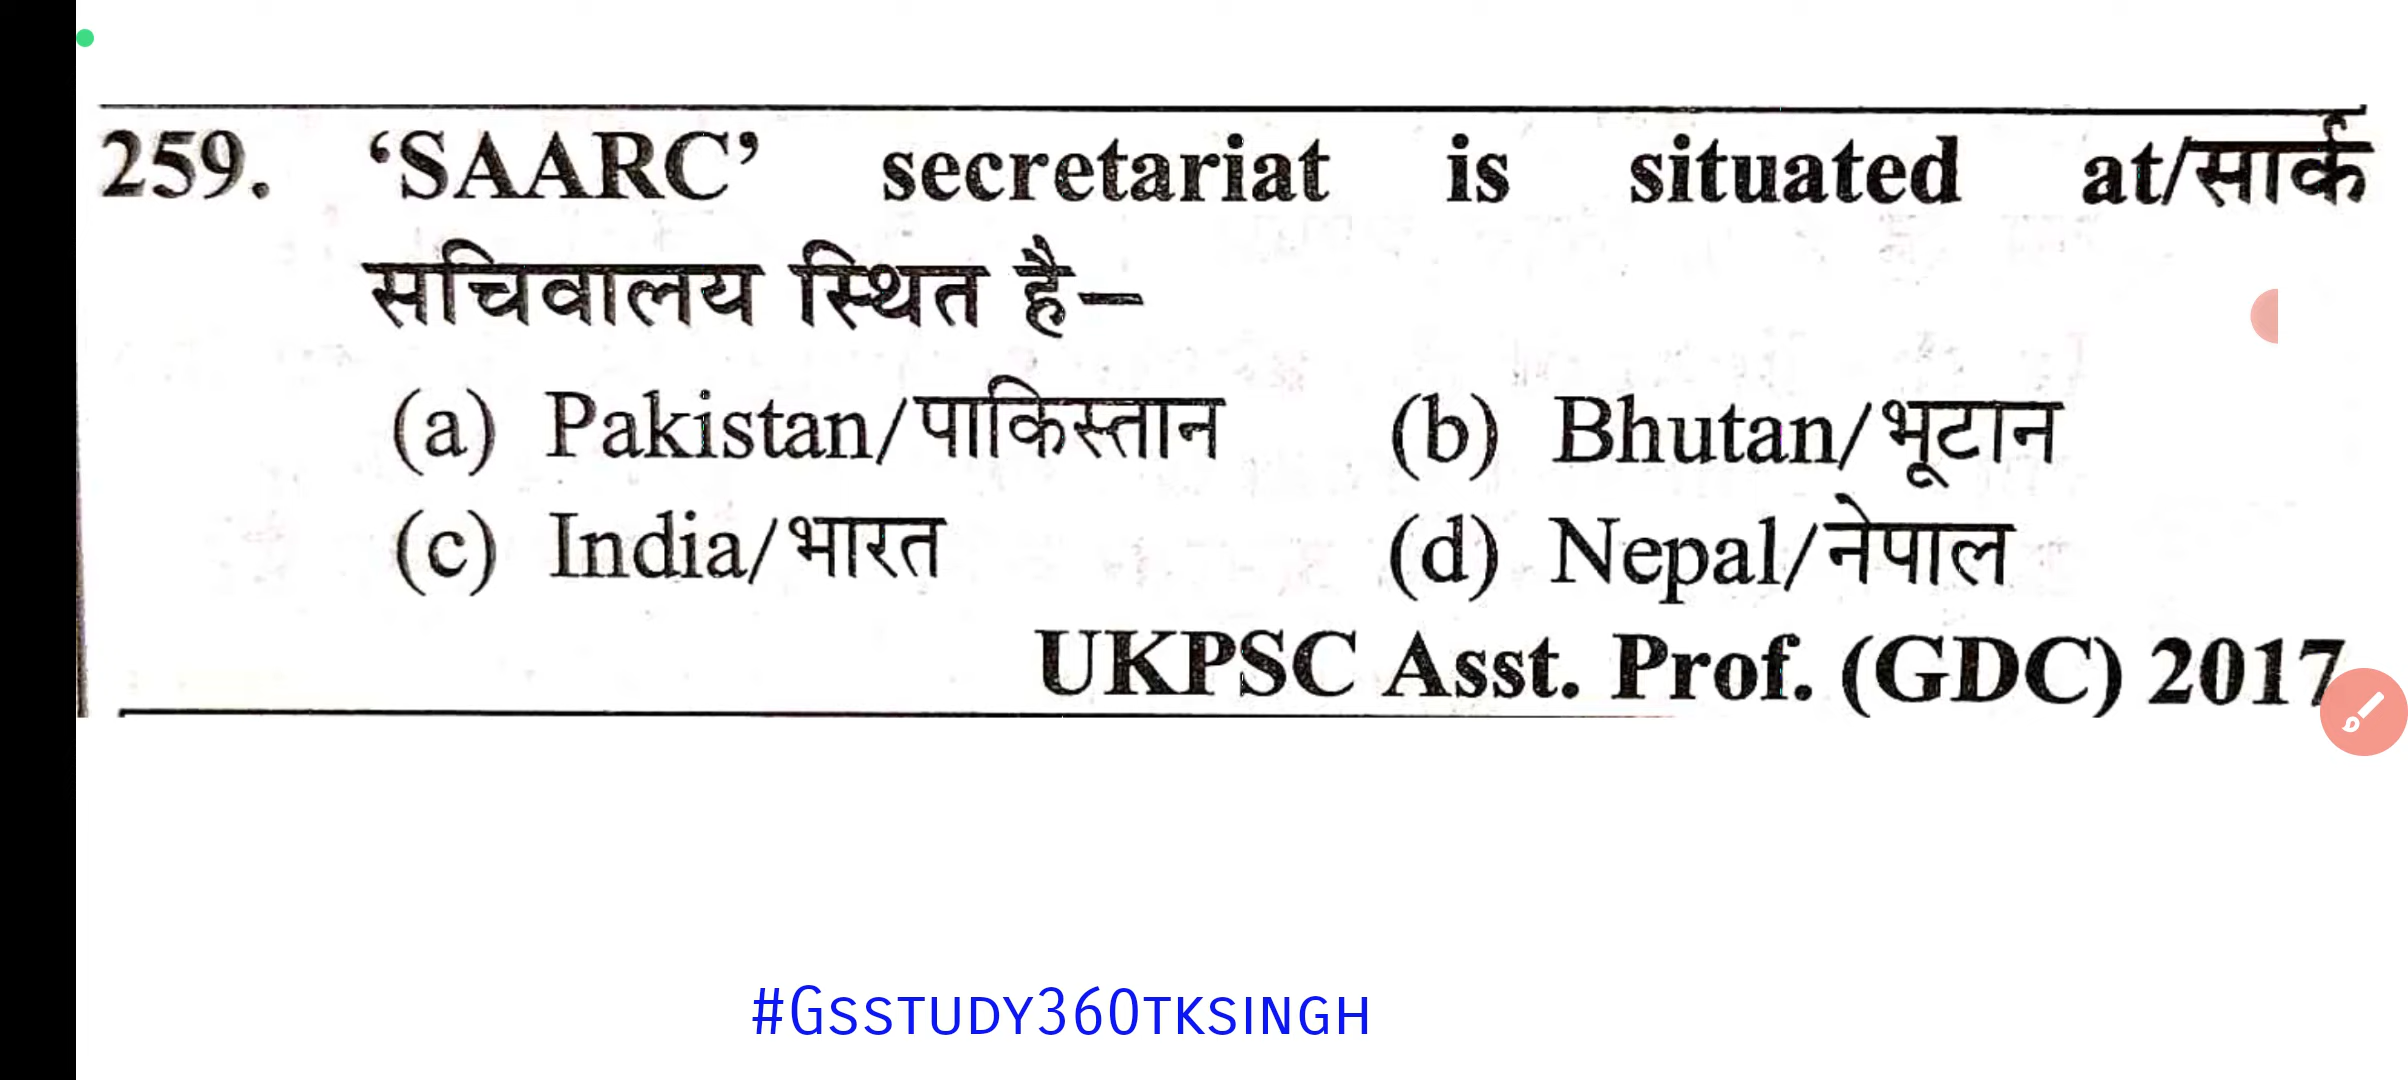 259. ‘SAARC’ secretariat is situated at/सार्क
सचिवालय स्थित है–
(a) Pakistan/पाकिस्तान (b) Bhutan/भूटान
(c) India/भारत (d) Nepal/नेपाल
UKPSC Asst. Prof. (GDC) 2017
#Gsstudy360tksingh